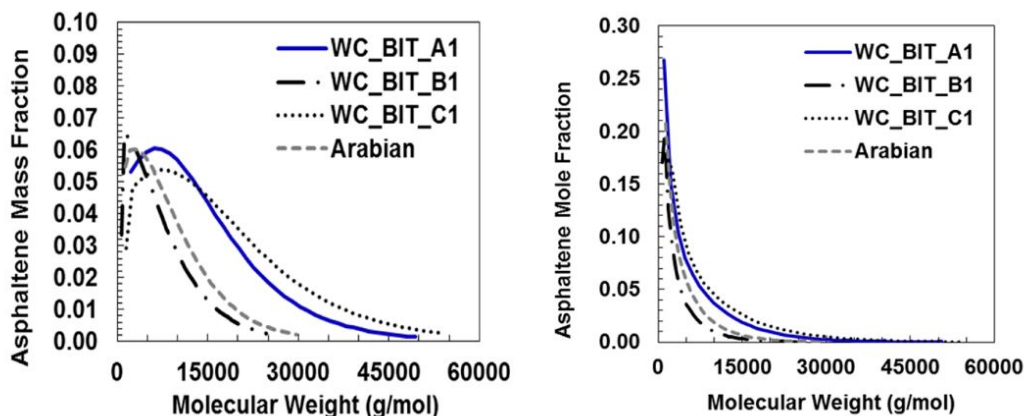 Asphaltene Mass Fraction
0.10
0.09
0.08
0.07
0.06
0.05
0.04
0.03
0.02
0.01
0.00
WC_BIT_A1
WC_BIT_B1
WC_BIT_C1
Arabian
0 15000 30000 45000 60000
Molecular Weight (g/mol)
Asphaltene Mole Fraction
0.30
0.25
0.20
0.15
0.10
0.05
0.00
WC_BIT_A1
WC_BIT_B1
WC_BIT_C1
Arabian
0 15000 30000 45000 60000
Molecular Weight (g/mol)